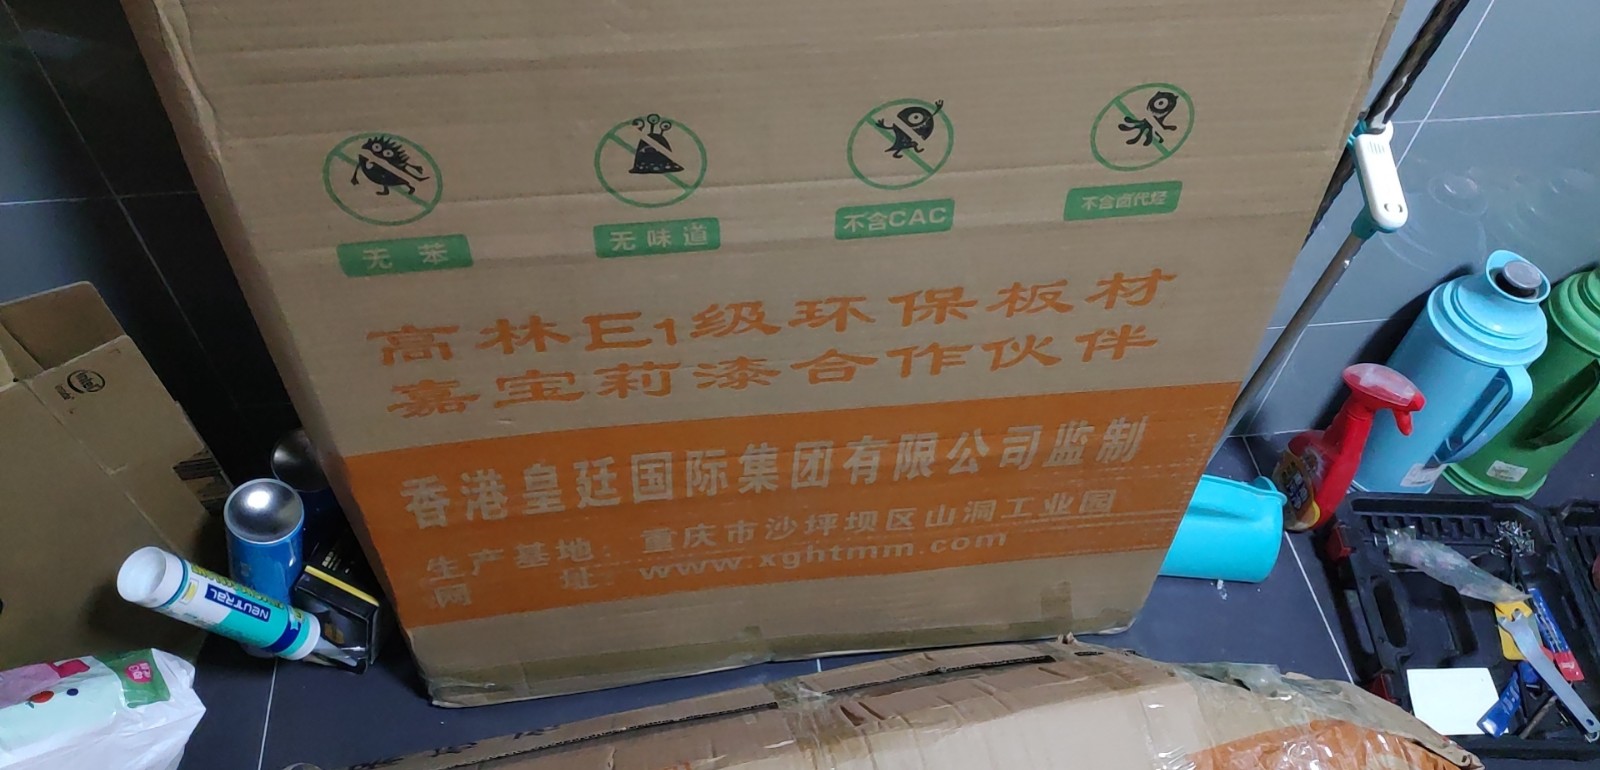 无苯
无味道
不含CAC
不含卤代烃
高林E1级环保板材
嘉宝莉漆合作伙伴
香港皇廷国际集团有限公司监制
生产基地：重庆市沙坪坝区山洞工业园
网 址：www.xghtmm.com
NEUTRAL